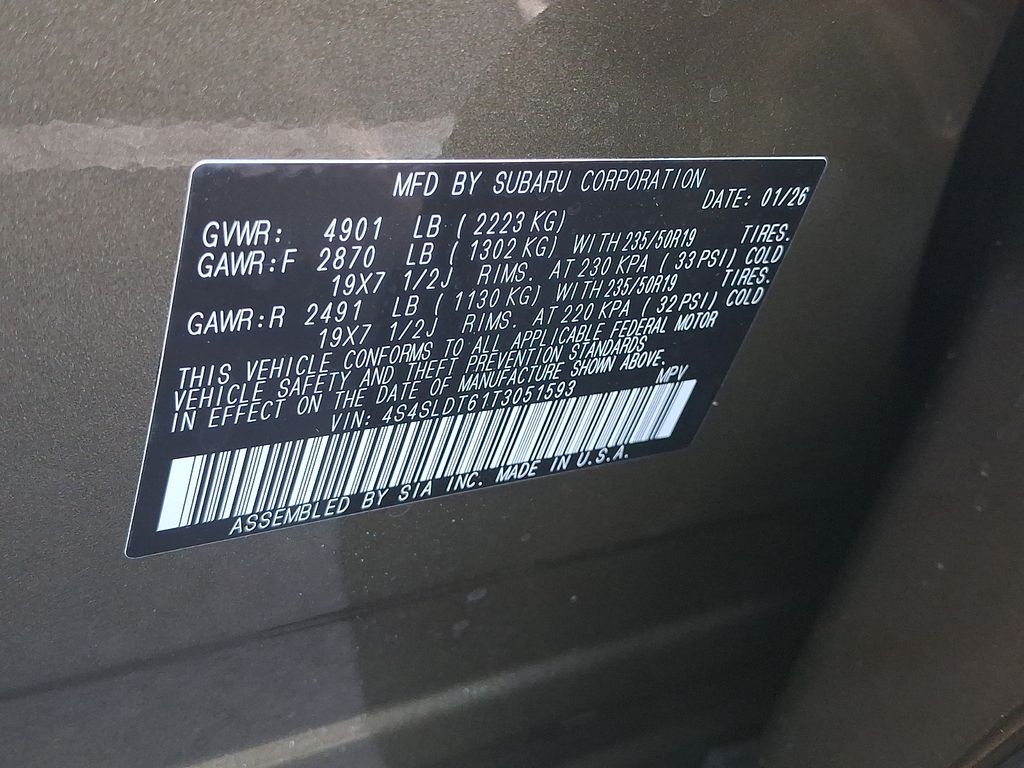 MFD BY SUBARU CORPORATION
DATE: 01/26
GVWR: 4901 LB (2223 KG)
GAWR:F 2870 LB (1302 KG) WITH 235/50R19 TIRES.
19X7 1/2J RIMS. AT 230 KPA (33PSI) COLD
GAWR:R 2491 LB (1130 KG) WITH 235/50R19 TIRES.
19X7 1/2J RIMS. AT 220 KPA (32PSI) COLD
THIS VEHICLE CONFORMS TO ALL APPLICABLE FEDERAL MOTOR
VEHICLE SAFETY AND THEFT PREVENTION STANDARDS
IN EFFECT ON THE DATE OF MANUFACTURE SHOWN ABOVE.
VIN: 4S4SLDT61T3051593 MPV
ASSEMBLED BY SIA INC. MADE IN U.S.A.